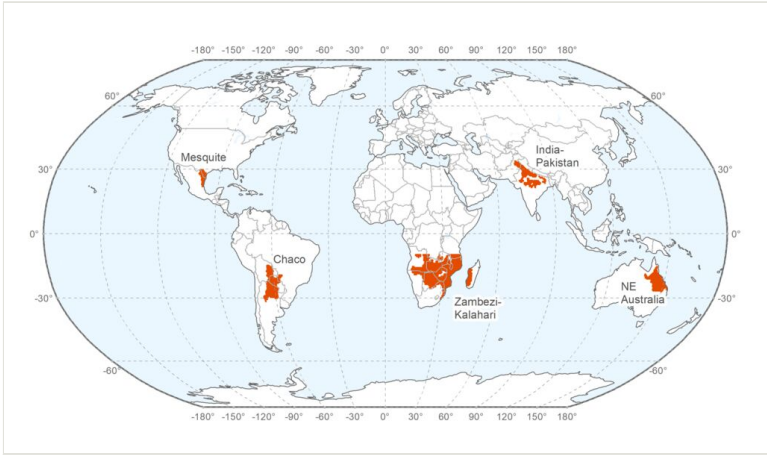 -180° -150° -120° -90° -60° -30° 0° 30° 60° 90° 120° 150° 180°
60° 60°
Mesquite
India-
Pakistan
30° 30°
0° 0°
Chaco
NE
Australia
Zambezi-
Kalahari
-30° -30°
-60° -60°
-180° -150° -120° -90° -60° -30° 0° 30° 60° 90° 120° 150° 180°